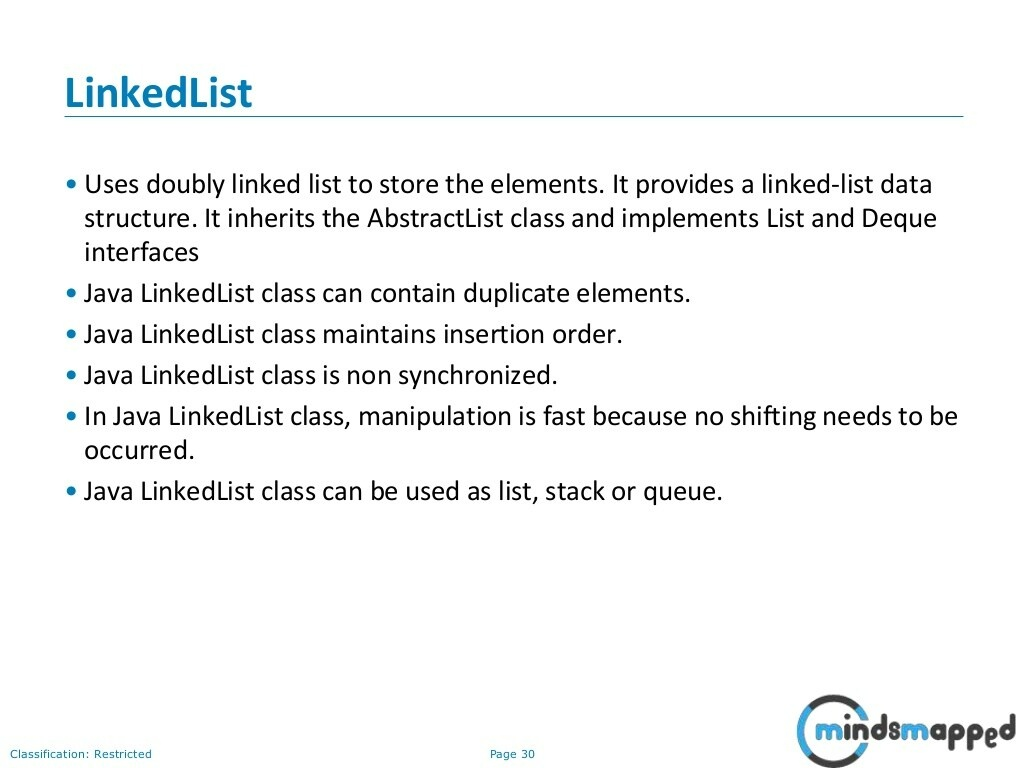 LinkedList
• Uses doubly linked list to store the elements. It provides a linked-list data
structure. It inherits the AbstractList class and implements List and Deque
interfaces
• Java LinkedList class can contain duplicate elements.
• Java LinkedList class maintains insertion order.
• Java LinkedList class is non synchronized.
• In Java LinkedList class, manipulation is fast because no shifting needs to be
occurred.
• Java LinkedList class can be used as list, stack or queue.
mindsmapped
Classification: Restricted
Page 30